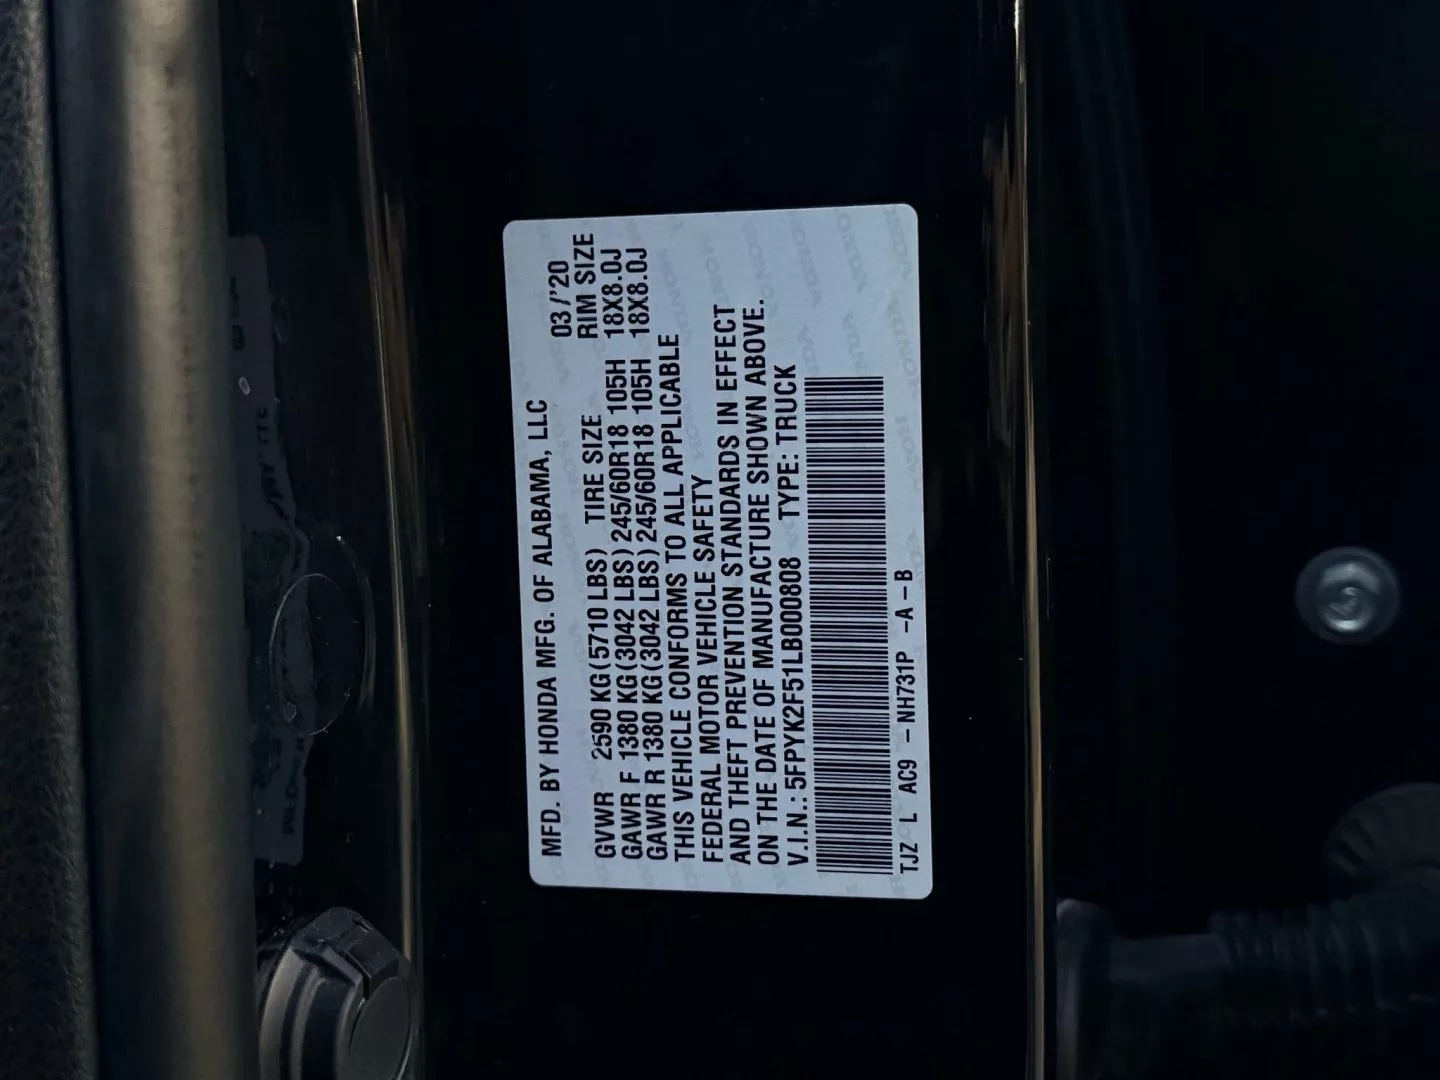 MFD. BY HONDA MFG. OF ALABAMA, LLC 03/'20
GVWR 2590 KG(5710 LBS) TIRE SIZE RIM SIZE
GAWR F 1380 KG(3042 LBS) 245/60R18 105H 18X8.0J
GAWR R 1380 KG(3042 LBS) 245/60R18 105H 18X8.0J
THIS VEHICLE CONFORMS TO ALL APPLICABLE
FEDERAL MOTOR VEHICLE SAFETY
AND THEFT PREVENTION STANDARDS IN EFFECT
ON THE DATE OF MANUFACTURE SHOWN ABOVE.
V.I.N.: 5FPYK2F51LB000808 TYPE: TRUCK
TJZ L AC9 - NH731P -A -B